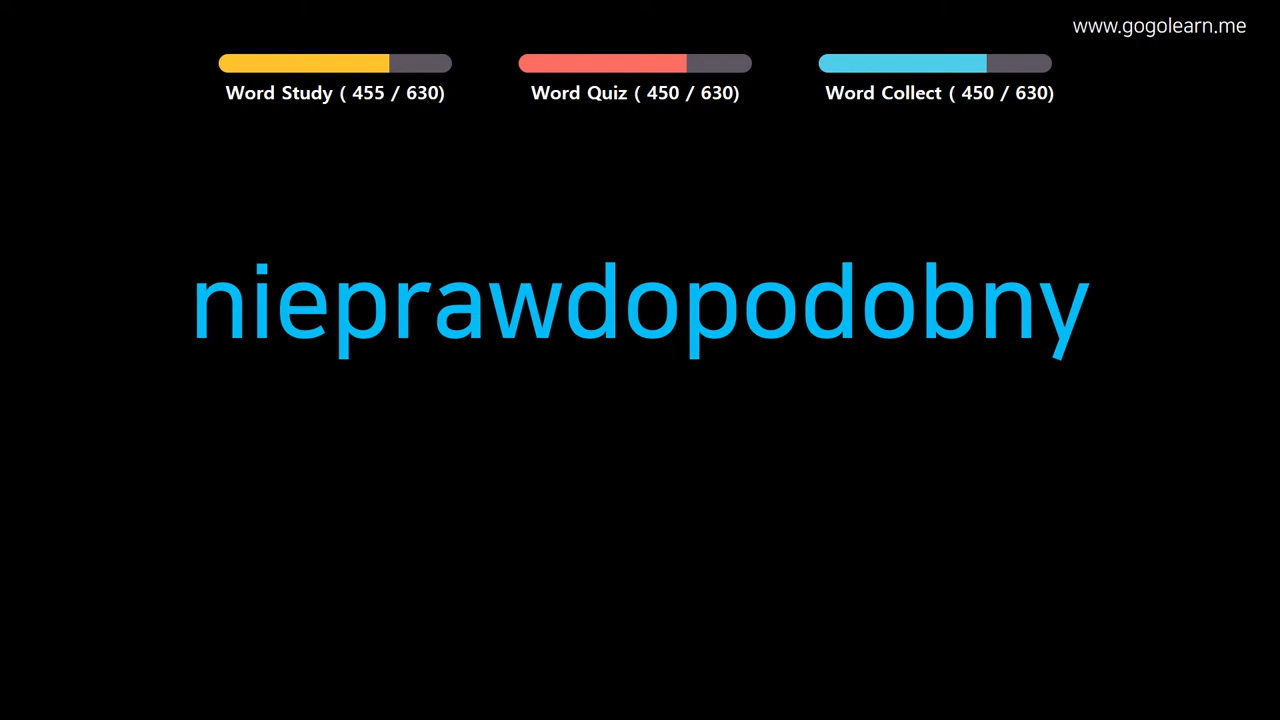 www.gogolearn.me
Word Study ( 455 / 630)
Word Quiz ( 450 / 630)
Word Collect ( 450 / 630)
nieprawdopodobny